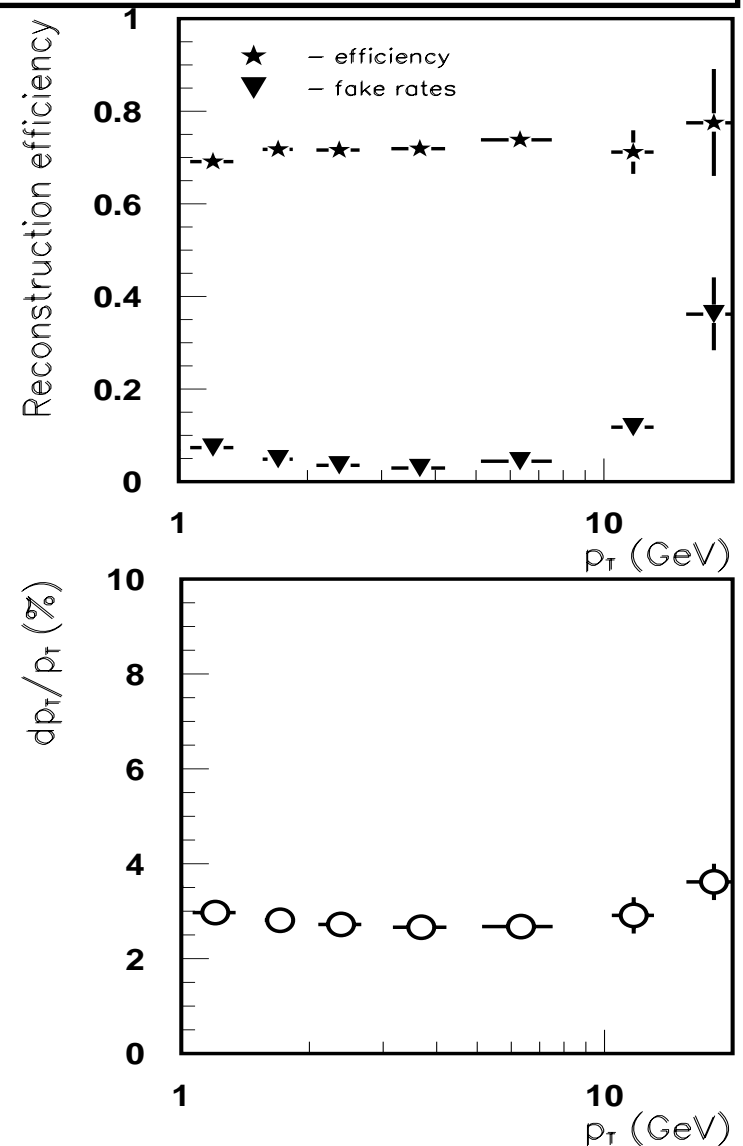 Reconstruction efficiency
1
0.8
0.6
0.4
0.2
0
– efficiency
– fake rates
1
10
p_T (GeV)
dp_T/p_T (%)
10
8
6
4
2
0
1
10
p_T (GeV)